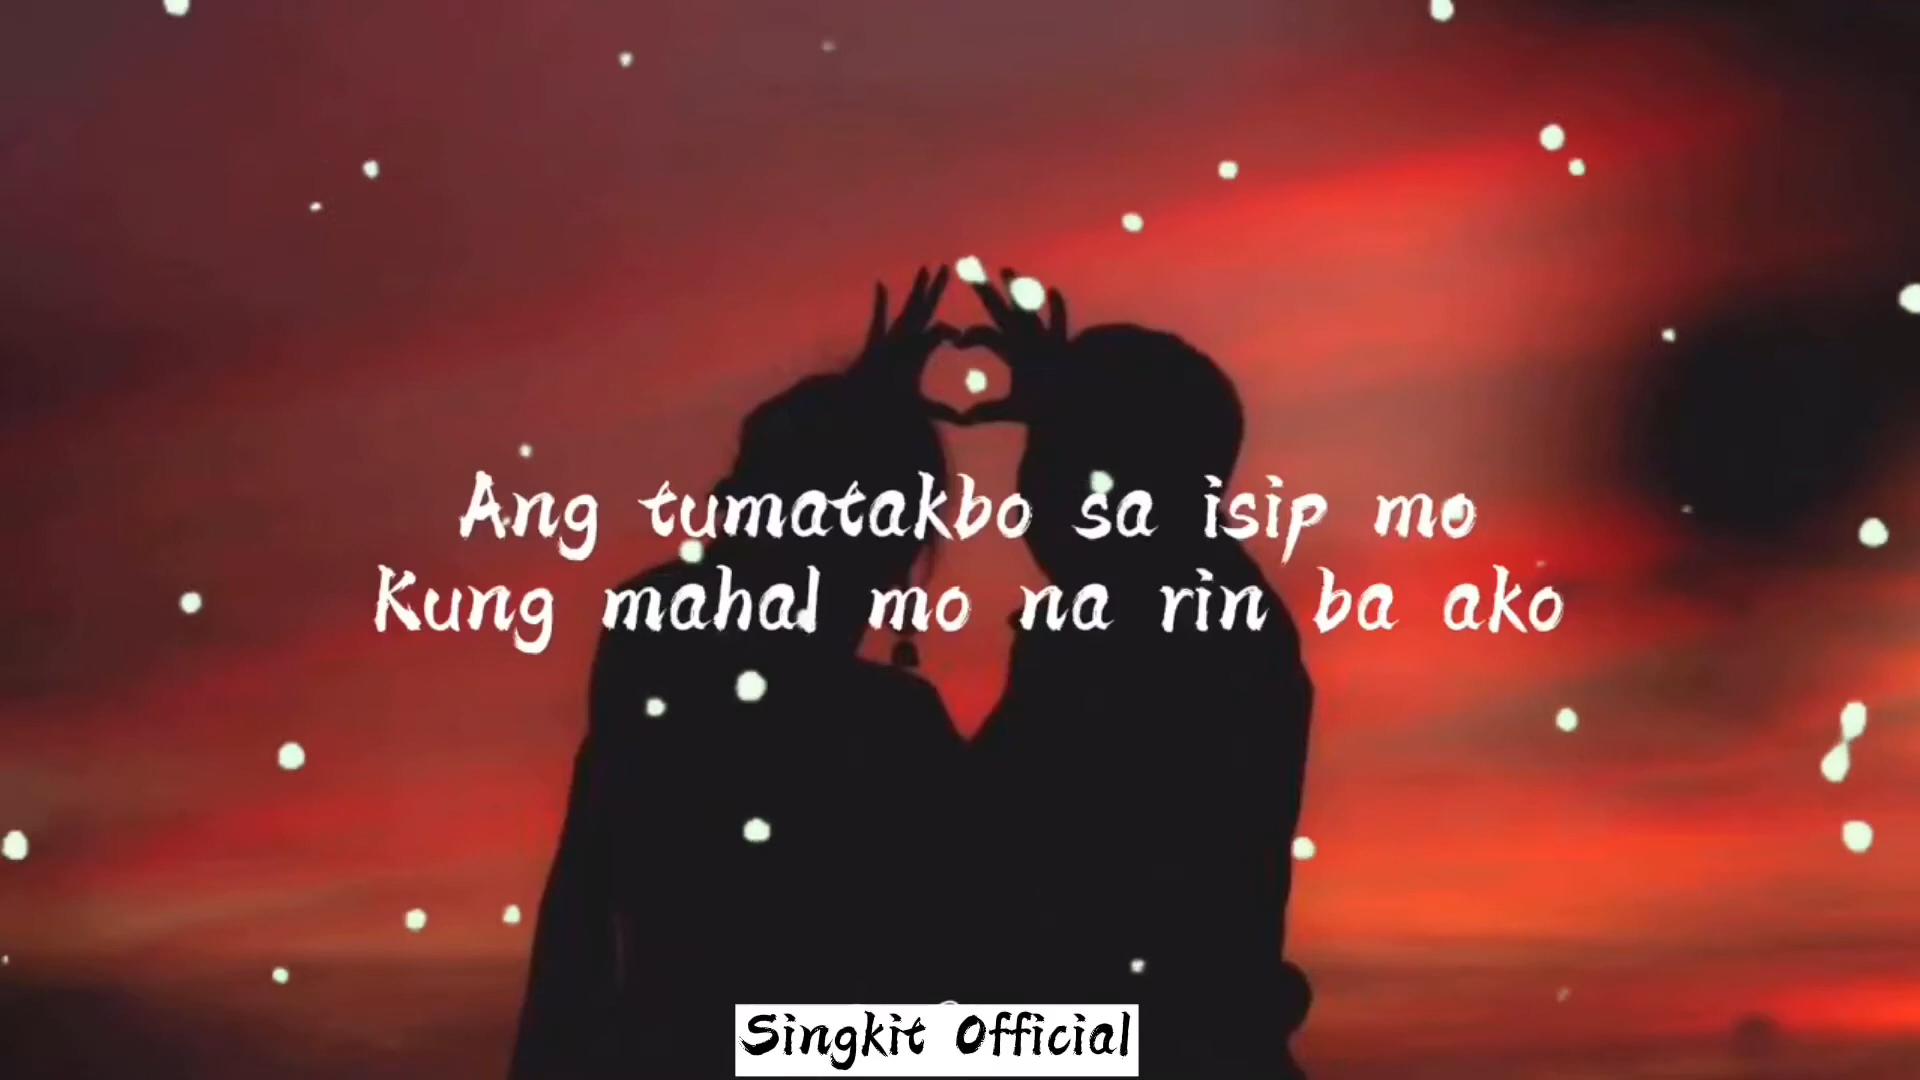 Ang tumatakbo sa isip mo
Kung mahal mo na rin ba ako
Singkit Official